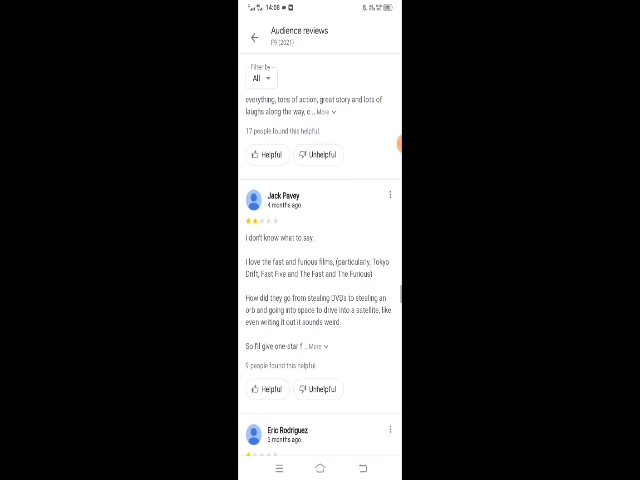 14:08
Audience reviews
F9 (2021)
Filter by
All
everything, tons of action, great story and lots of
laughs along the way, c ...More
17 people found this helpful.
Helpful
Unhelpful
Jack Pavey
4 months ago
I don't know what to say.
I love the fast and furious films, (particularly, Tokyo
Drift, Fast Five and The Fast and The Furious)
How did they go from stealing DVDs to stealing an
orb and going into space to drive into a satellite, like
even writing it out it sounds weird.
So I'll give one-star f... More
9 people found this helpful.
Helpful
Unhelpful
Eric Rodriguez
5 months ago